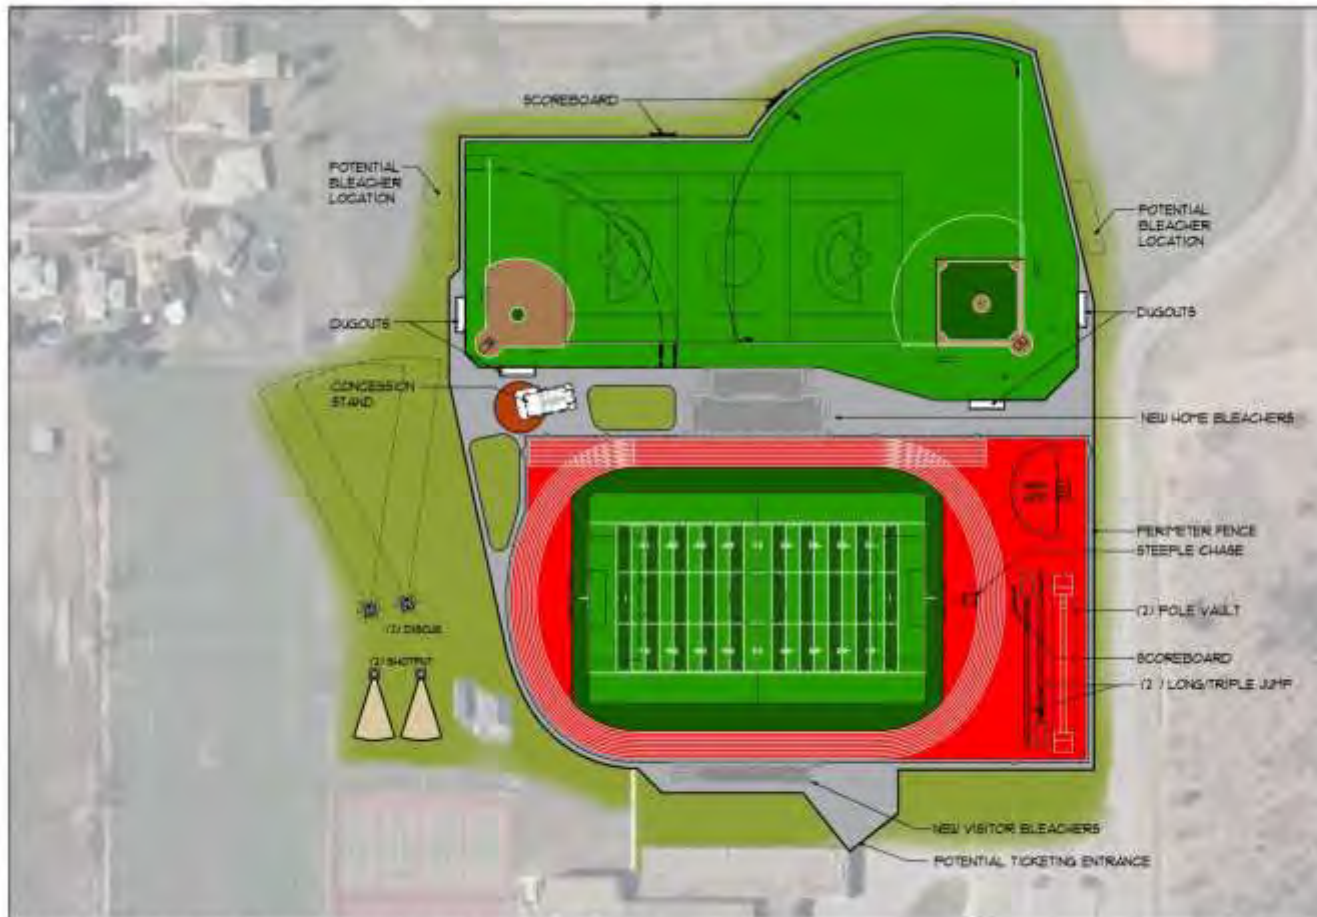 SCOREBOARD
POTENTIAL
BLEACHER
LOCATION
POTENTIAL
BLEACHER
LOCATION
DUGOUTS
DUGOUTS
CONCESSION
STAND
NEW HOME BLEACHERS
PERIMETER FENCE
STEEPLE CHASE
(2) POLE VAULT
(2) DISCUS
SCOREBOARD
(2) SHOTPUT
(2 ) LONG/TRIPLE JUMP
NEW VISITOR BLEACHERS
POTENTIAL TICKETING ENTRANCE